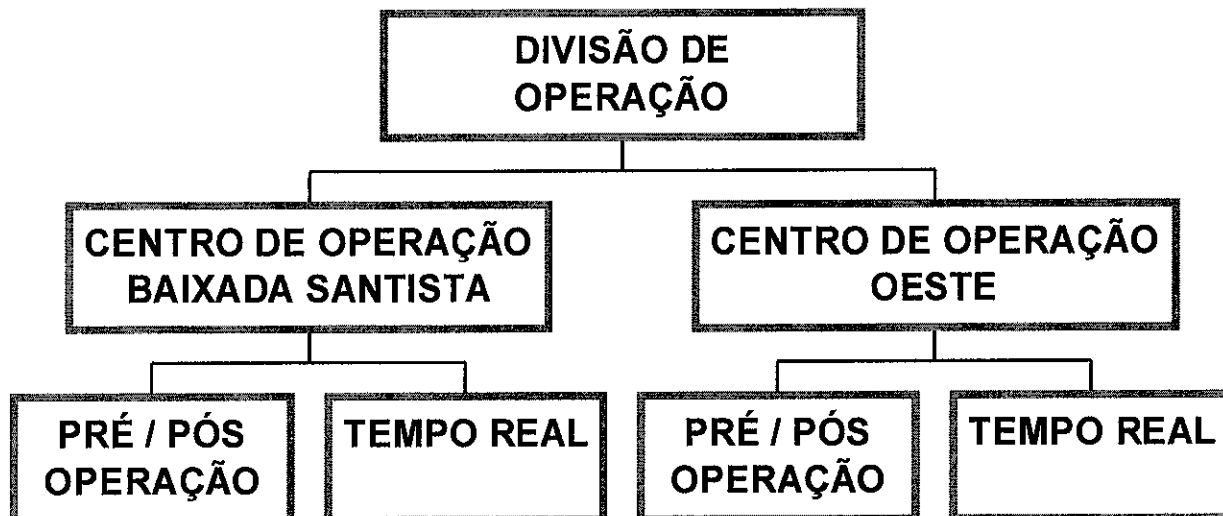 DIVISÃO DE
OPERAÇÃO
CENTRO DE OPERAÇÃO
BAIXADA SANTISTA
CENTRO DE OPERAÇÃO
OESTE
PRÉ / PÓS
OPERAÇÃO
TEMPO REAL
PRÉ / PÓS
OPERAÇÃO
TEMPO REAL